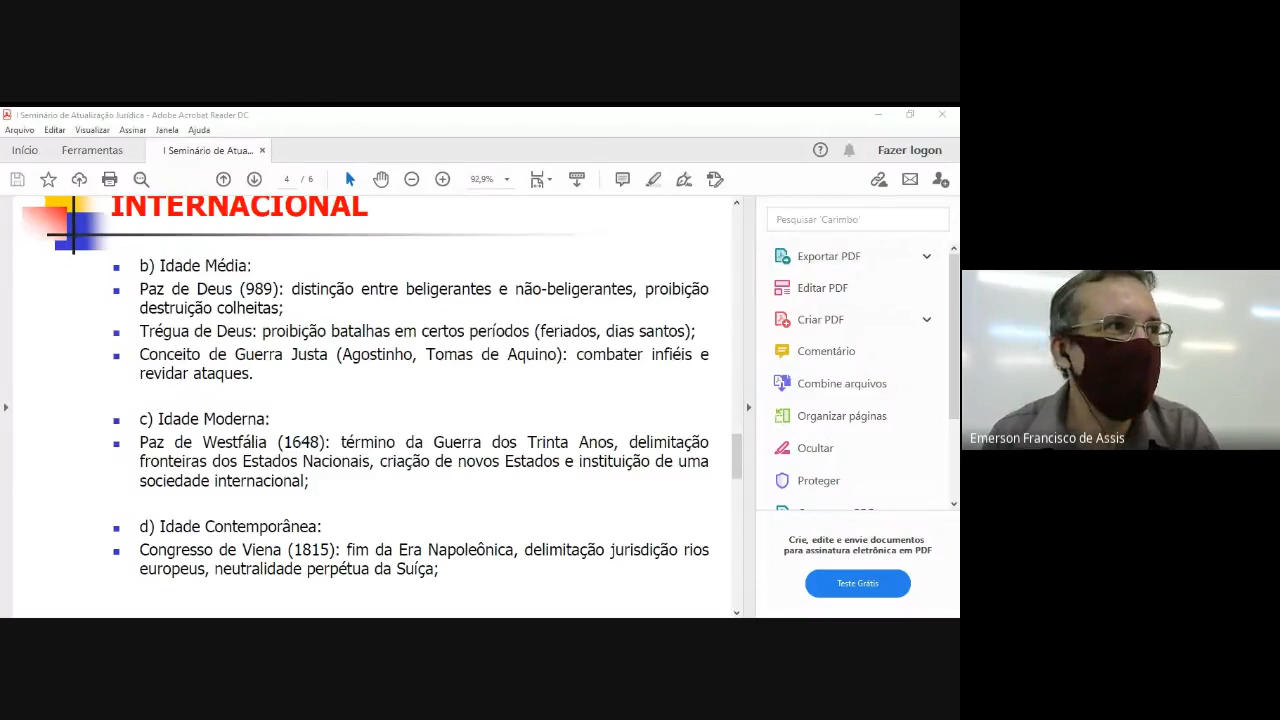 I Seminário de Atualização Jurídica - Adobe Acrobat Reader DC
Arquivo Editar Visualizar Assinar Janela Ajuda
Início Ferramentas I Seminário de Atua... × Fazer logon
4 / 6 92,9%
INTERNACIONAL
b) Idade Média:
Paz de Deus (989): distinção entre beligerantes e não-beligerantes, proibição
destruição colheitas;
Trégua de Deus: proibição batalhas em certos períodos (feriados, dias santos);
Conceito de Guerra Justa (Agostinho, Tomas de Aquino): combater infiéis e
revidar ataques.
c) Idade Moderna:
Paz de Westfália (1648): término da Guerra dos Trinta Anos, delimitação
fronteiras dos Estados Nacionais, criação de novos Estados e instituição de uma
sociedade internacional;
d) Idade Contemporânea:
Congresso de Viena (1815): fim da Era Napoleônica, delimitação jurisdição rios
europeus, neutralidade perpétua da Suíça;
Pesquisar 'Carimbo'
Exportar PDF
Editar PDF
Criar PDF
Comentário
Combine arquivos
Organizar páginas
Ocultar
Proteger
Crie, edite e envie documentos
para assinatura eletrônica em PDF
Teste Grátis
Emerson Francisco de Assis